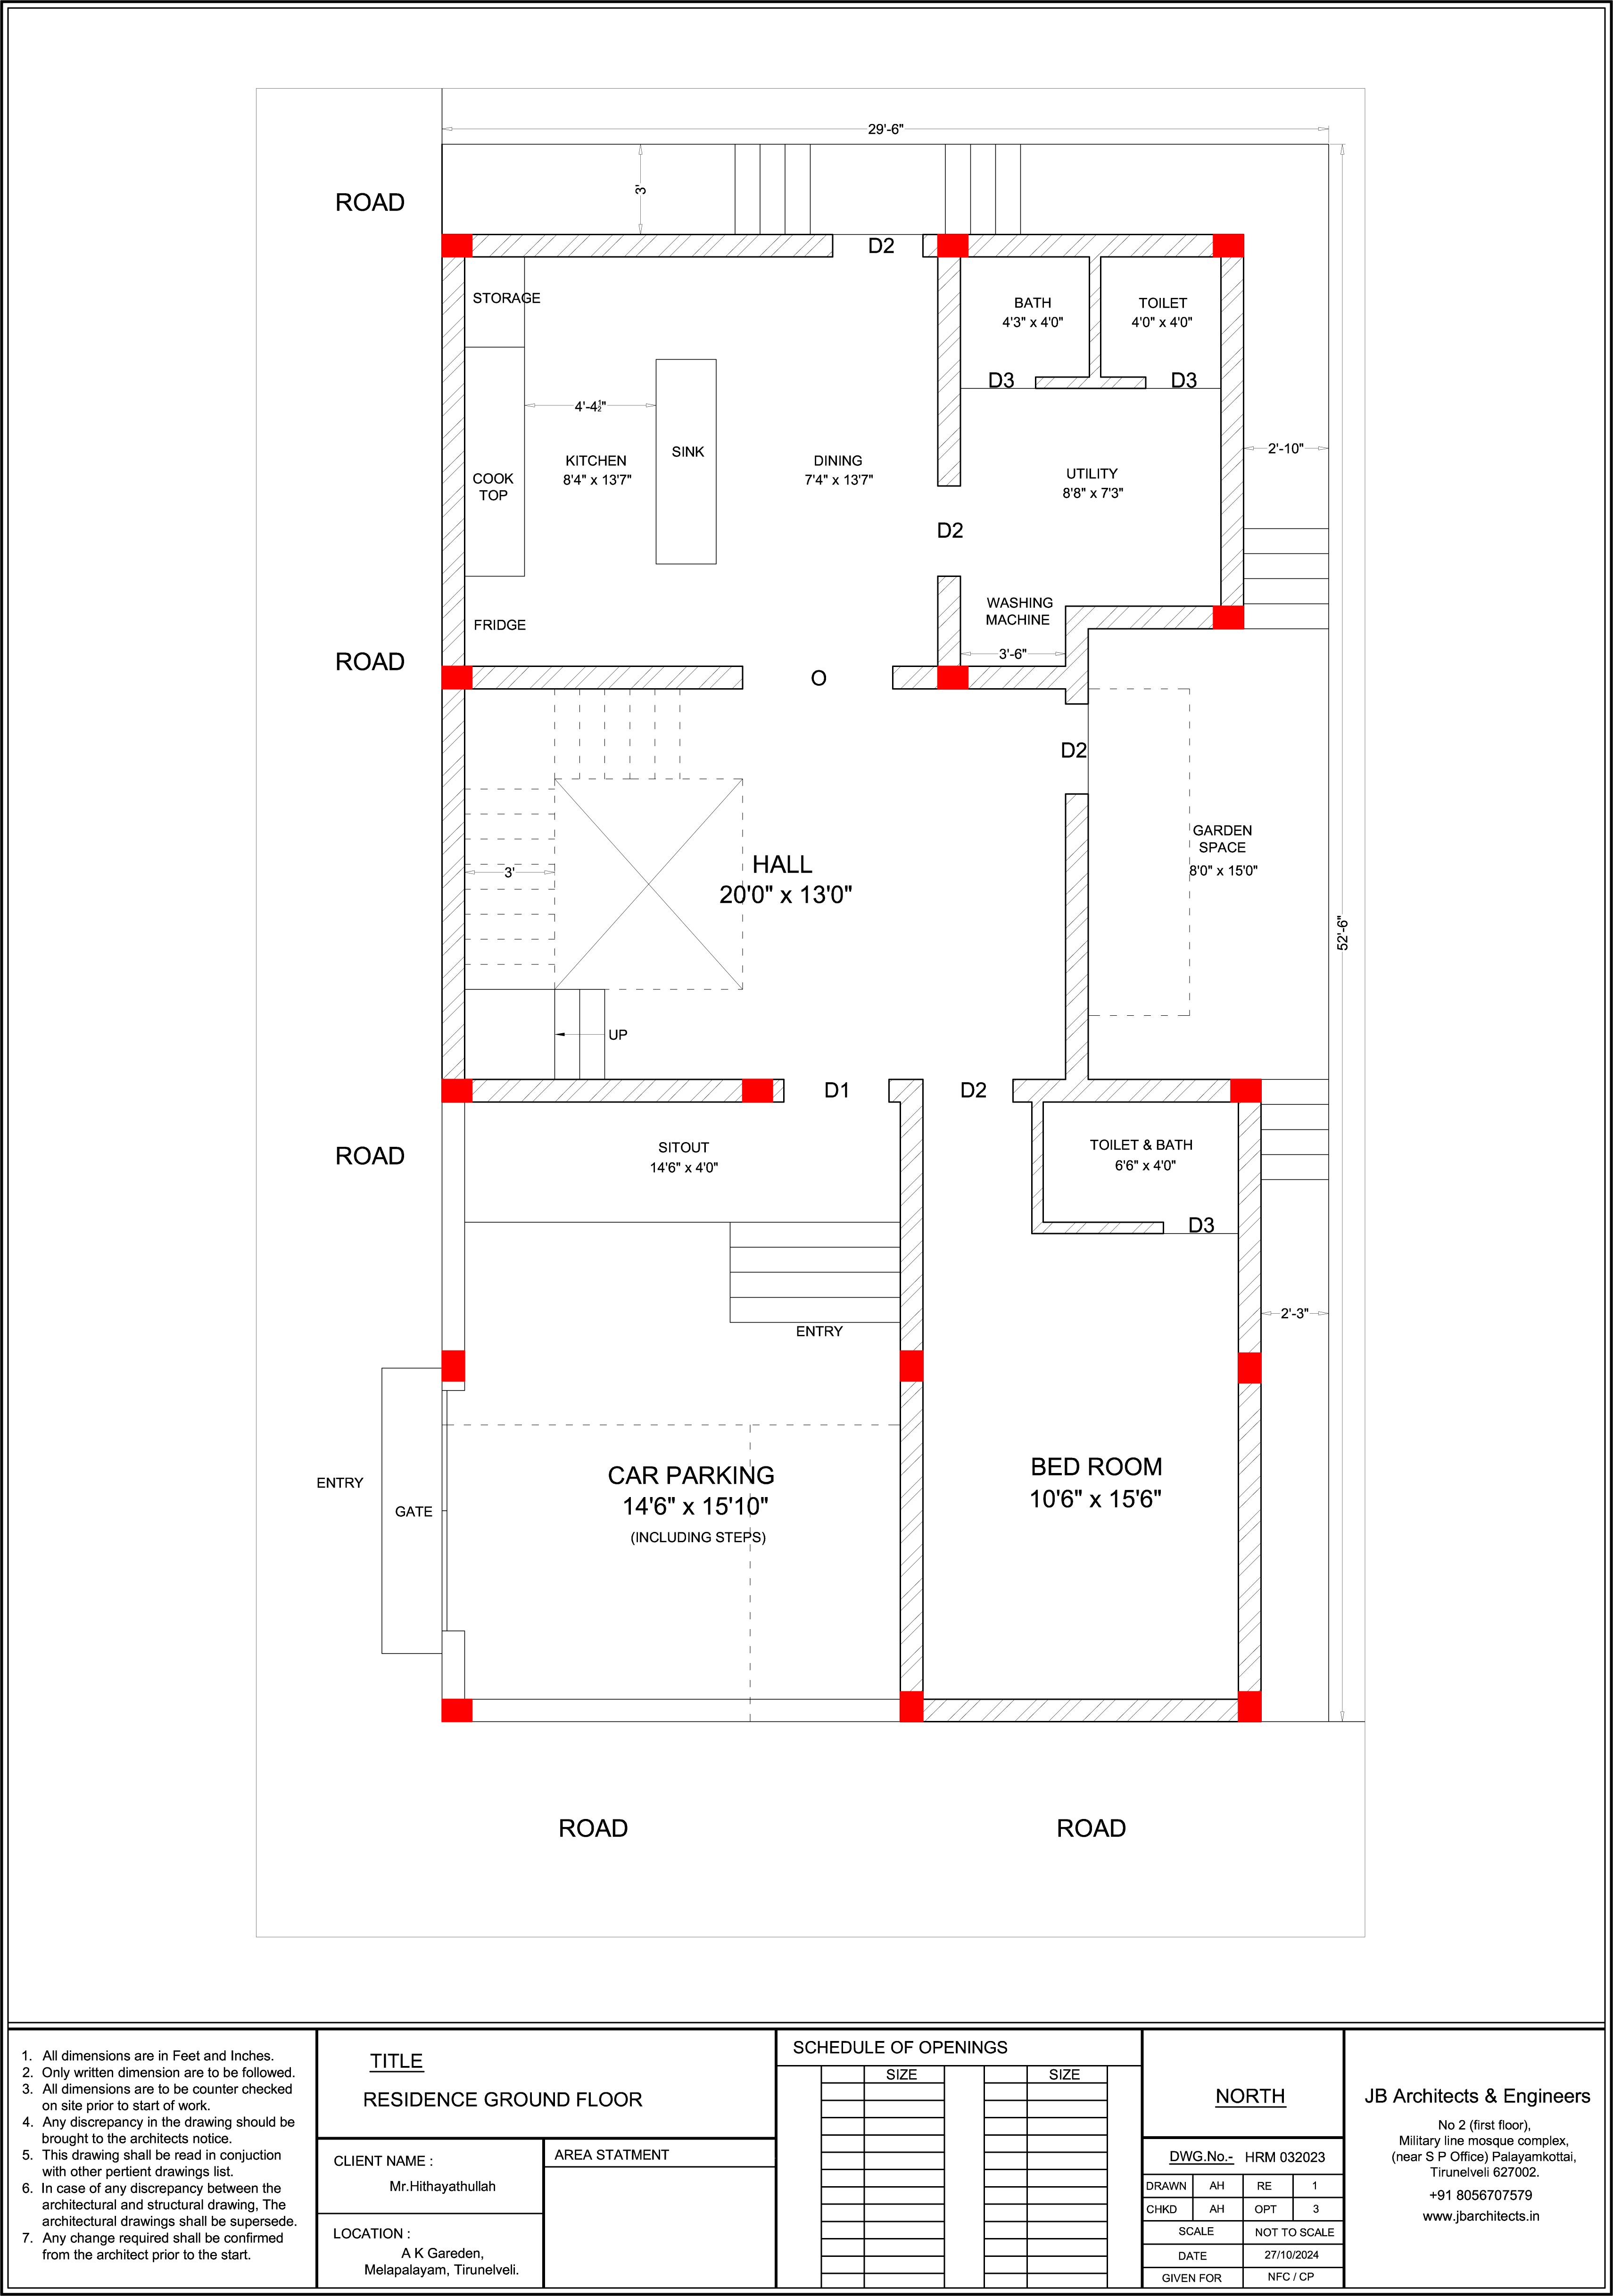 29'-6"
ROAD
3'
D2
STORAGE
BATH
4'3" x 4'0"
TOILET
4'0" x 4'0"
D3
D3
4'-4½"
SINK
KITCHEN
8'4" x 13'7"
DINING
7'4" x 13'7"
UTILITY
8'8" x 7'3"
2'-10"
COOK
TOP
D2
WASHING
MACHINE
FRIDGE
3'-6"
ROAD
O
D2
GARDEN
SPACE
8'0" x 15'0"
HALL
20'0" x 13'0"
3'
52'-6"
UP
D1
D2
ROAD
SITOUT
14'6" x 4'0"
TOILET & BATH
6'6" x 4'0"
D3
2'-3"
ENTRY
CAR PARKING
14'6" x 15'10"
(INCLUDING STEPS)
BED ROOM
10'6" x 15'6"
ENTRY
GATE
ROAD
ROAD
1. All dimensions are in Feet and Inches.
2. Only written dimension are to be followed.
3. All dimensions are to be counter checked
on site prior to start of work.
4. Any discrepancy in the drawing should be
brought to the architects notice.
5. This drawing shall be read in conjuction
with other pertient drawings list.
6. In case of any discrepancy between the
architectural and structural drawing, The
architectural drawings shall be supersede.
7. Any change required shall be confirmed
from the architect prior to the start.
TITLE
RESIDENCE GROUND FLOOR
CLIENT NAME :
Mr.Hithayathullah
LOCATION :
A K Gareden,
Melapalayam, Tirunelveli.
AREA STATMENT
SCHEDULE OF OPENINGS
SIZE
SIZE
NORTH
DWG.No.- HRM 032023
DRAWN AH RE 1
CHKD AH OPT 3
SCALE NOT TO SCALE
DATE 27/10/2024
GIVEN FOR NFC / CP
JB Architects & Engineers
No 2 (first floor),
Military line mosque complex,
(near S P Office) Palayamkottai,
Tirunelveli 627002.
+91 8056707579
www.jbarchitects.in